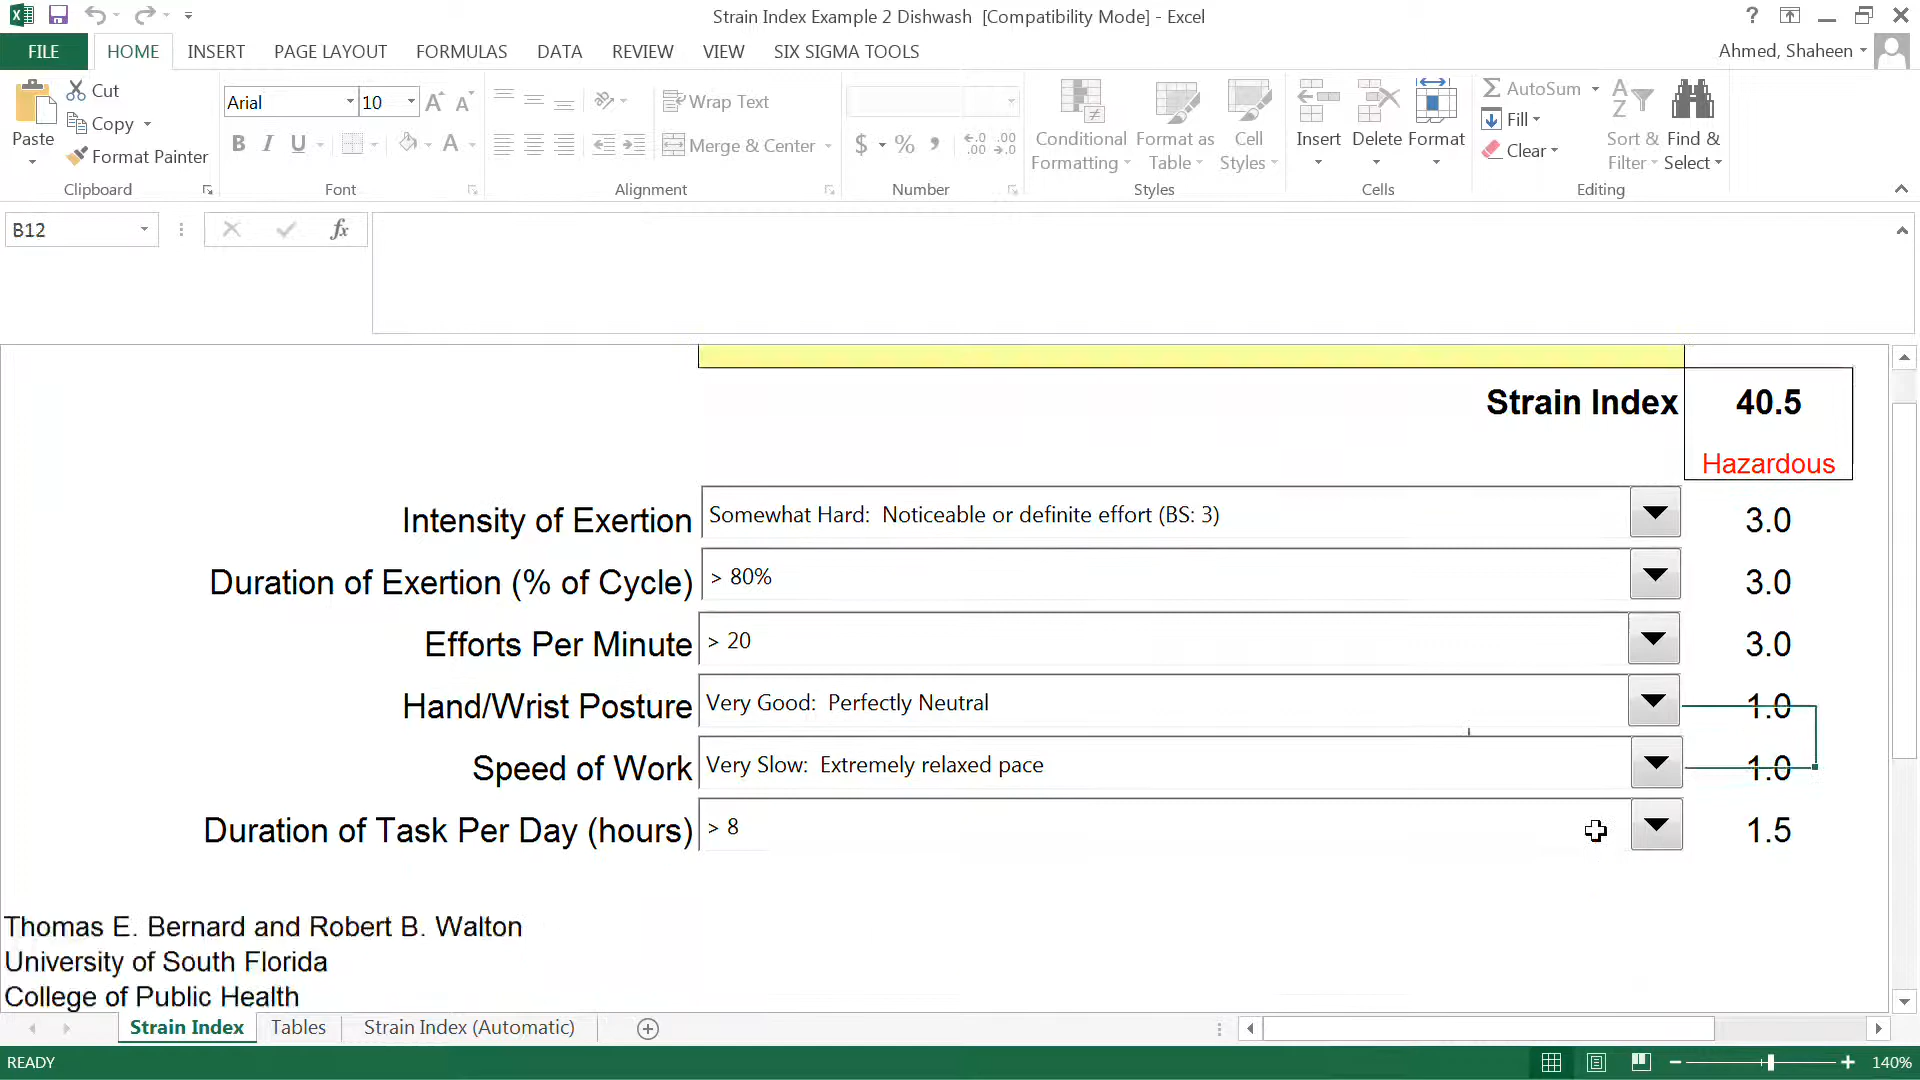 Strain Index Example 2 Dishwash [Compatibility Mode] - Excel
FILE HOME INSERT PAGE LAYOUT FORMULAS DATA REVIEW VIEW SIX SIGMA TOOLS Ahmed, Shaheen
Paste
Cut
Copy
Format Painter
Clipboard
Arial 10
B I U
Font
Wrap Text
Merge & Center
Alignment
$ % ,
Number
Conditional Formatting
Format as Table
Cell Styles
Styles
Insert Delete Format
Cells
AutoSum
Fill
Clear
Sort & Filter
Find & Select
Editing
B12
fx
Strain Index 40.5
Hazardous
Intensity of Exertion Somewhat Hard: Noticeable or definite effort (BS: 3) 3.0
Duration of Exertion (% of Cycle) > 80% 3.0
Efforts Per Minute > 20 3.0
Hand/Wrist Posture Very Good: Perfectly Neutral 1.0
Speed of Work Very Slow: Extremely relaxed pace 1.0
Duration of Task Per Day (hours) > 8 1.5
Thomas E. Bernard and Robert B. Walton
University of South Florida
College of Public Health
Strain Index Tables Strain Index (Automatic)
READY 140%